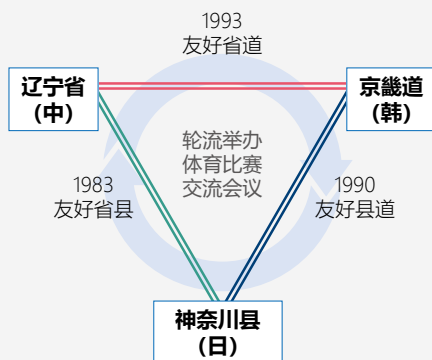 1993
友好省道
辽宁省
（中）
京畿道
（韩）
轮流举办
体育比赛
交流会议
1983
友好省县
1990
友好县道
神奈川县
（日）